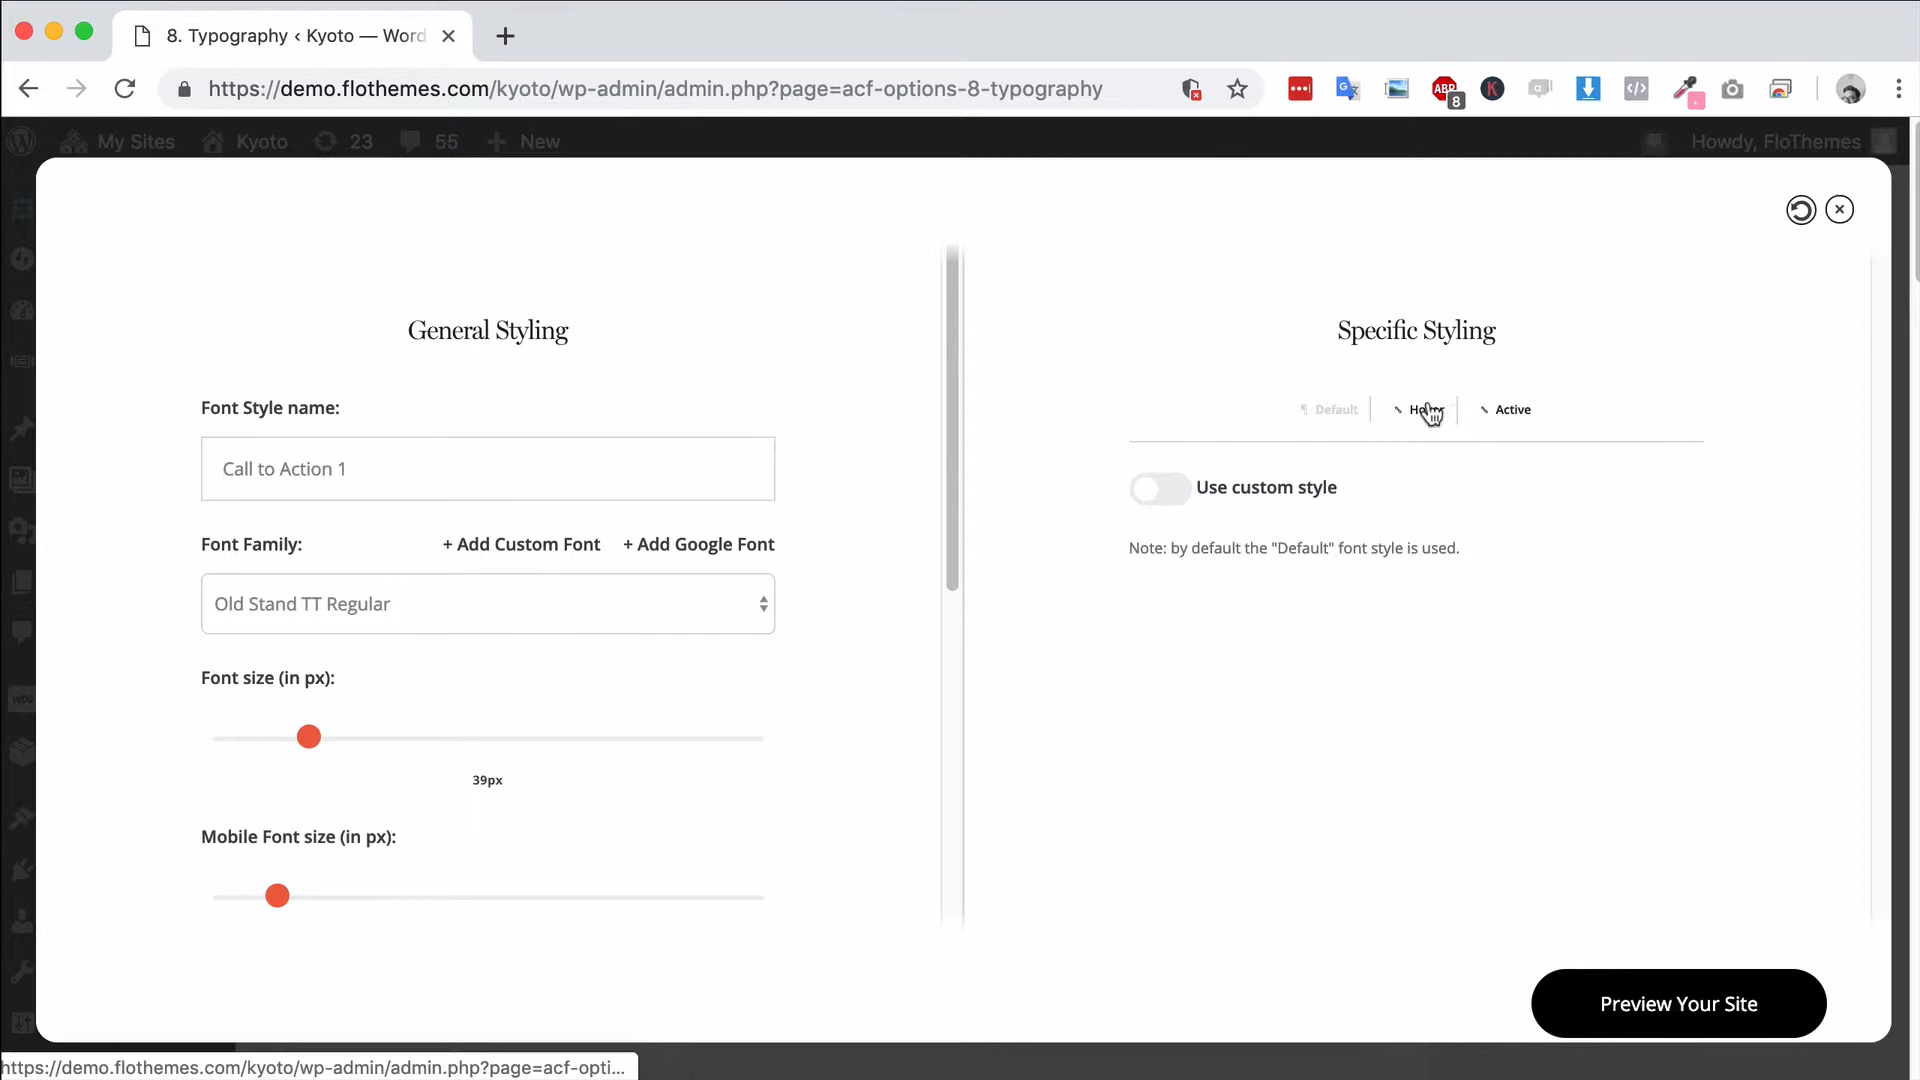 8. Typography ‹ Kyoto — Word
https://demo.flothemes.com/kyoto/wp-admin/admin.php?page=acf-options-8-typography
ABP
8
K
My Sites
Kyoto
23
55
New
Howdy, FloThemes
General Styling
Specific Styling
Font Style name:
Default
Active
Call to Action 1
Use custom style
Font Family:
+ Add Custom Font
+ Add Google Font
Note: by default the "Default" font style is used.
Old Stand TT Regular
Font size (in px):
39px
Mobile Font size (in px):
Preview Your Site
https://demo.flothemes.com/kyoto/wp-admin/admin.php?page=acf-opti...